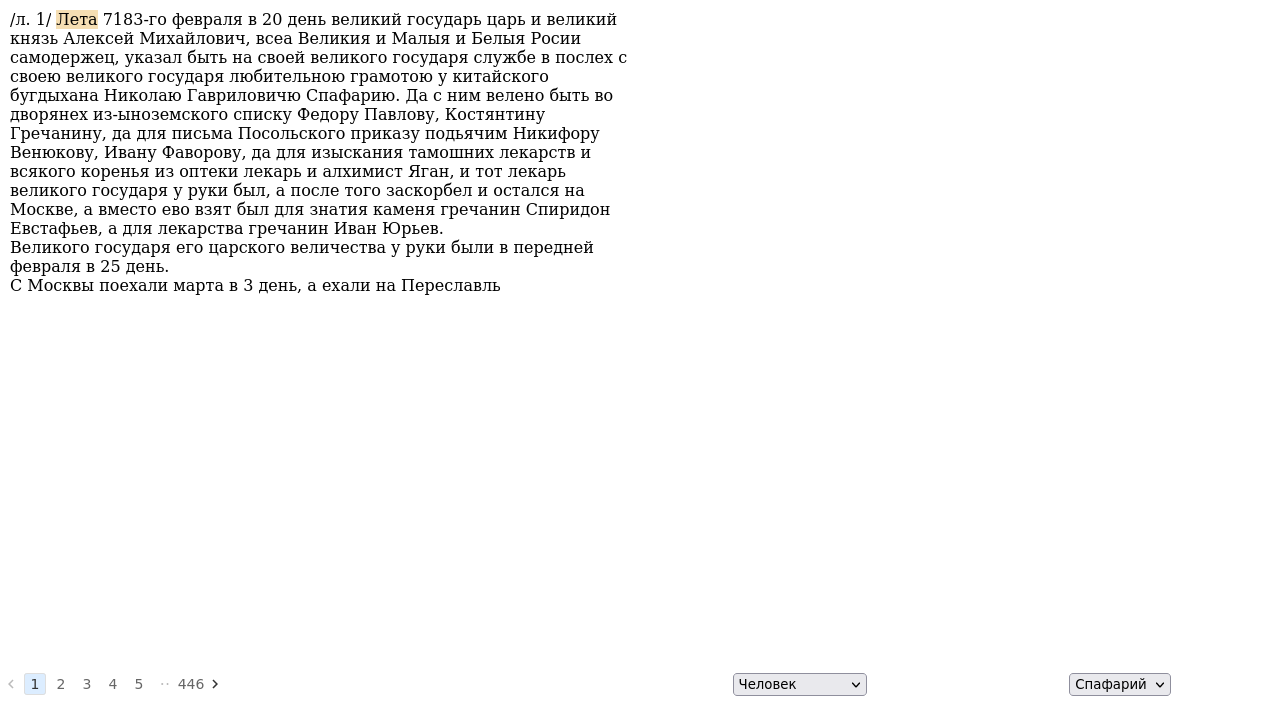 /л. 1/ Лета 7183-го февраля в 20 день великий государь царь и великий
князь Алексей Михайлович, всеа Великия и Малыя и Белыя Росии
самодержец, указал быть на своей великого государя службе в послех с
своею великого государя любительною грамотою у китайского
бугдыхана Николаю Гавриловичю Спафарию. Да с ним велено быть во
дворянех из-ыноземского списку Федору Павлову, Костянтину
Гречанину, да для письма Посольского приказу подьячим Никифору
Венюкову, Ивану Фаворову, да для изыскания тамошних лекарств и
всякого коренья из оптеки лекарь и алхимист Яган, и тот лекарь
великого государя у руки был, а после того заскорбел и остался на
Москве, а вместо ево взят был для знатия каменя гречанин Спиридон
Евстафьев, а для лекарства гречанин Иван Юрьев.
Великого государя его царского величества у руки были в передней
февраля в 25 день.
С Москвы поехали марта в 3 день, а ехали на Переславль
1 2 3 4 5 ·· 446
Человек
Спафарий